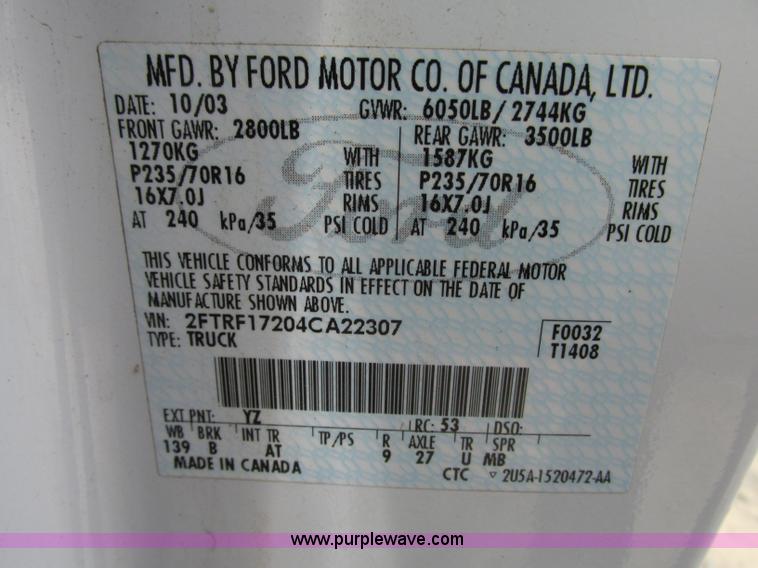 MFD. BY FORD MOTOR CO. OF CANADA, LTD.
DATE: 10/03 GVWR: 6050LB/ 2744KG
FRONT GAWR: 2800LB REAR GAWR: 3500LB
1270KG WITH 1587KG WITH
P235/70R16 TIRES P235/70R16 TIRES
16X7.0J RIMS 16X7.0J RIMS
AT 240 kPa/35 PSI COLD AT 240 kPa/35 PSI COLD
Ford
THIS VEHICLE CONFORMS TO ALL APPLICABLE FEDERAL MOTOR
VEHICLE SAFETY STANDARDS IN EFFECT ON THE DATE OF
MANUFACTURE SHOWN ABOVE.
VIN: 2FTRF17204CA22307 F0032
TYPE: TRUCK T1408
EXT PNT: YZ RC: 53 DSO:
WB BRK INT TR TP/PS R AXLE TR SPR
139 B AT 9 27 U MB
MADE IN CANADA CTC ▽ 2U5A-1520472-AA
www.purplewave.com